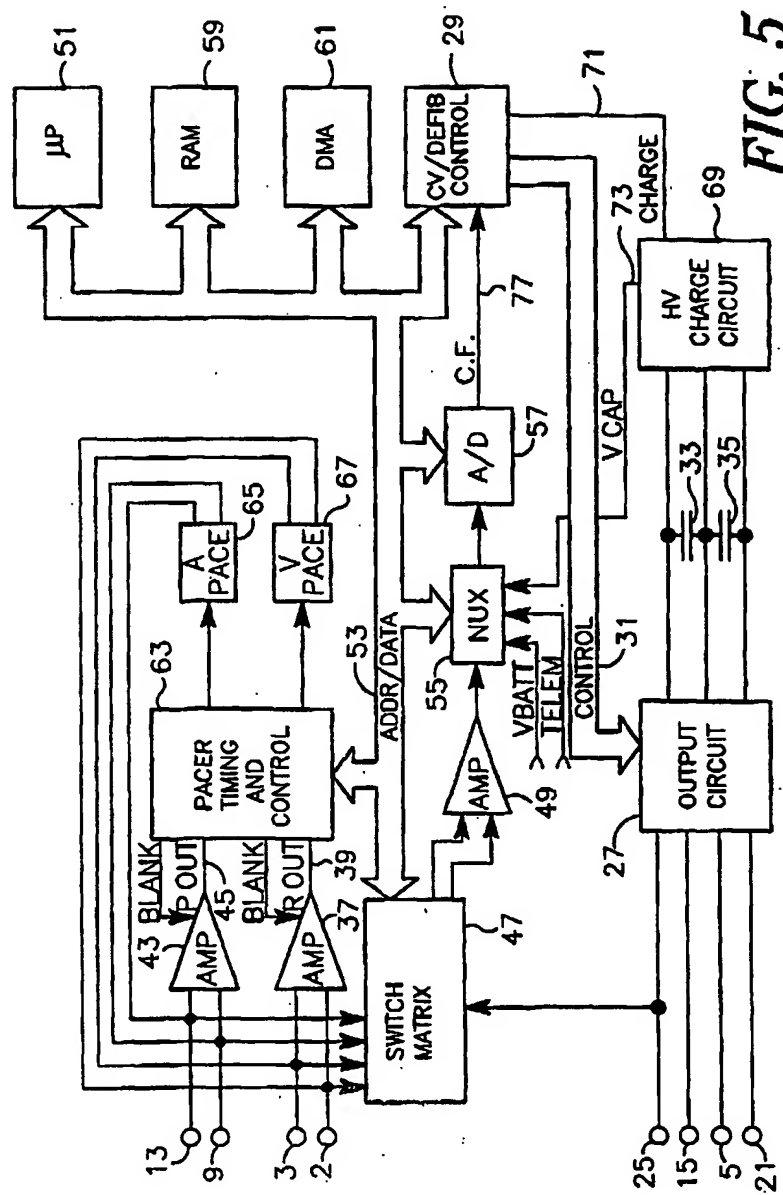 51
μP
59
RAM
61
DMA
29
CV/DEFIB
CONTROL
71
CHARGE
73
69
HV
CHARGE
CIRCUIT
77
C.F.
V CAP
57
A/D
33
35
65
A
PACE
67
V
PACE
63
PACER
TIMING
AND
CONTROL
53
ADDR/DATA
55
NUX
VBATT
TELEM
CONTROL
31
AMP
49
OUTPUT
CIRCUIT
27
BLANK
P OUT
45
43
AMP
BLANK
R OUT
39
37
AMP
SWITCH
MATRIX
47
13
9
3
2
25
15
5
21
FIG. 5